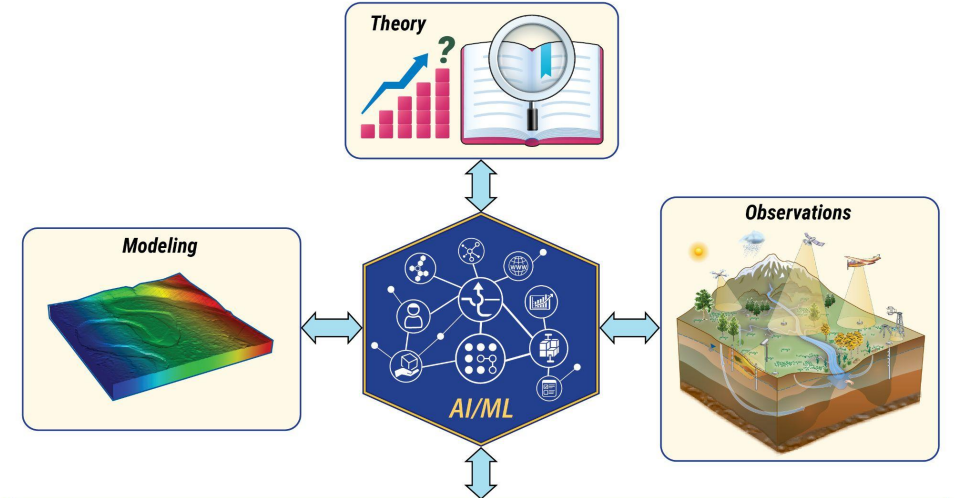 Theory
?
Modeling
Observations
WWW
AI/ML